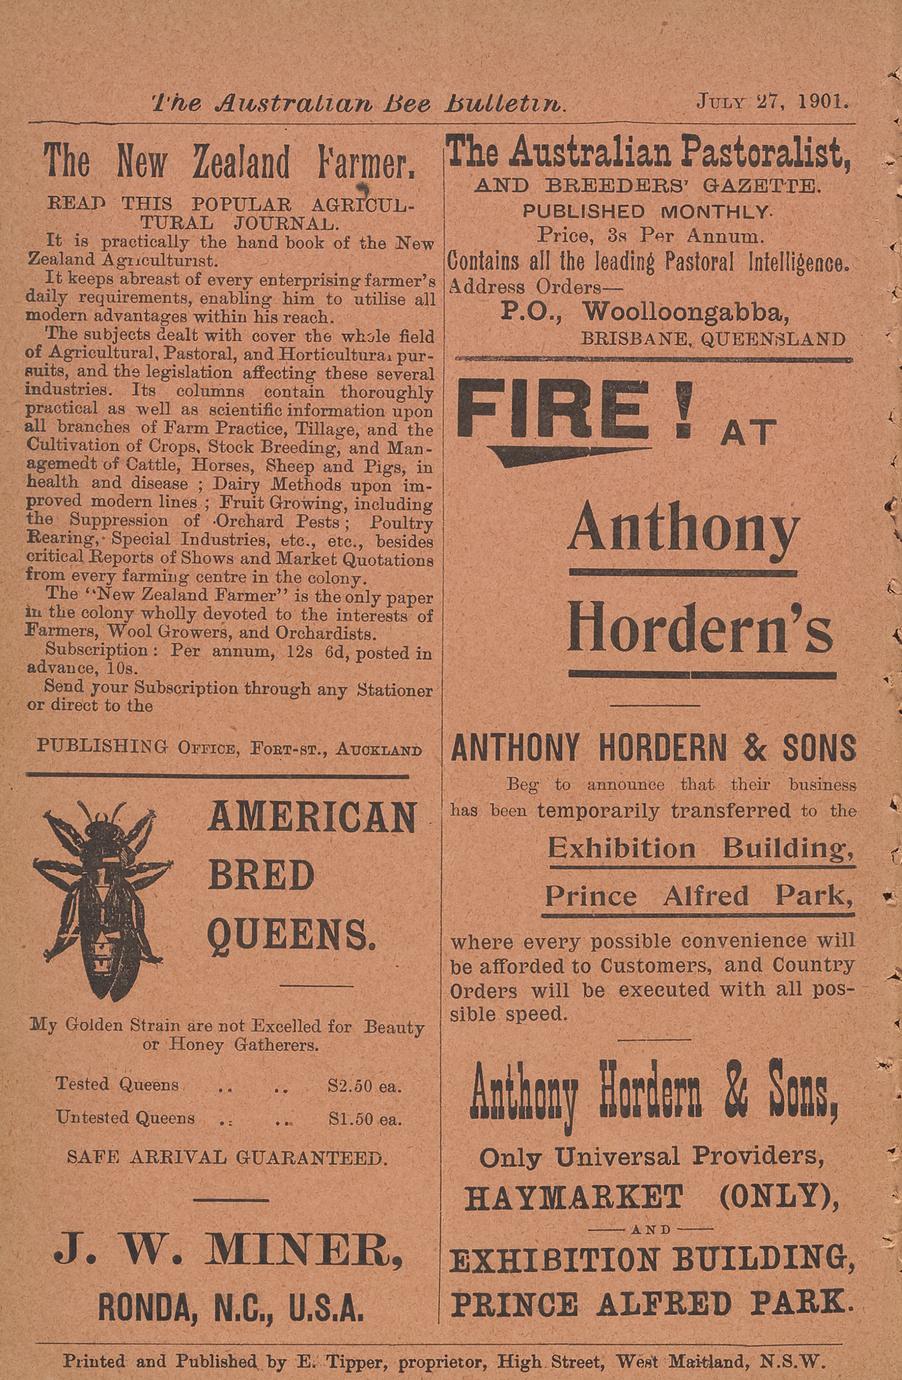 The Australian Bee Bulletin. JULY 27, 1901.
The New Zealand Farmer.
READ THIS POPULAR AGRICUL-
TURAL JOURNAL.
It is practically the hand book of the New
Zealand Agriculturist.
It keeps abreast of every enterprising farmer's
daily requirements, enabling him to utilise all
modern advantages within his reach.
The subjects dealt with cover the whole field
of Agricultural, Pastoral, and Horticultural pur-
suits, and the legislation affecting these several
industries. Its columns contain thoroughly
practical as well as scientific information upon
all branches of Farm Practice, Tillage, and the
Cultivation of Crops, Stock Breeding, and Man-
agemedt of Cattle, Horses, Sheep and Pigs, in
health and disease ; Dairy Methods upon im-
proved modern lines ; Fruit Growing, including
the Suppression of Orchard Pests ; Poultry
Rearing, Special Industries, etc., etc., besides
critical Reports of Shows and Market Quotations
from every farming centre in the colony.
The "New Zealand Farmer" is the only paper
in the colony wholly devoted to the interests of
Farmers, Wool Growers, and Orchardists.
Subscription : Per annum, 12s 6d, posted in
advance, 10s.
Send your Subscription through any Stationer
or direct to the
PUBLISHING OFFICE, FORT-ST., AUCKLAND
AMERICAN
BRED
QUEENS.
My Golden Strain are not Excelled for Beauty
or Honey Gatherers.
Tested Queens .. .. S2.50 ea.
Untested Queens .. .. S1.50 ea.
SAFE ARRIVAL GUARANTEED.
J. W. MINER,
RONDA, N.C., U.S.A.
The Australian Pastoralist,
AND BREEDERS' GAZETTE.
PUBLISHED MONTHLY.
Price, 3s Per Annum.
Contains all the leading Pastoral Intelligence.
Address Orders—
P.O., Woolloongabba,
BRISBANE, QUEENSLAND
FIRE! AT
Anthony
Hordern's
ANTHONY HORDERN & SONS
Beg to announce that their business
has been temporarily transferred to the
Exhibition Building,
Prince Alfred Park,
where every possible convenience will
be afforded to Customers, and Country
Orders will be executed with all pos-
sible speed.
Anthony Hordern & Sons,
Only Universal Providers,
HAYMARKET (ONLY),
AND
EXHIBITION BUILDING,
PRINCE ALFRED PARK.
Printed and Published by E. Tipper, proprietor, High Street, West Maitland, N.S.W.